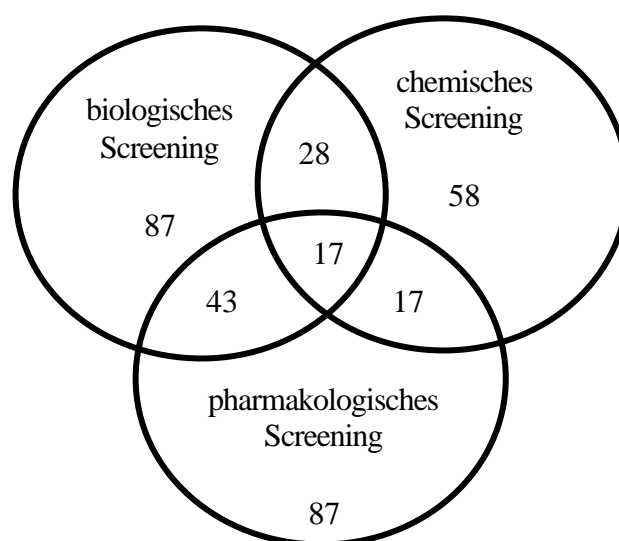 biologisches
Screening
chemisches
Screening
28
58
87
17
43
17
pharmakologisches
Screening
87